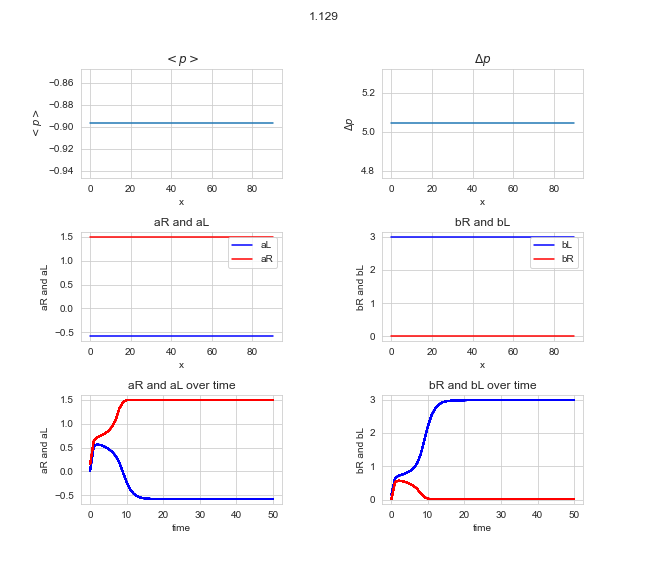 1.129
< p >
Δp
−0.86
−0.88
−0.90
−0.92
−0.94
< p >
0 20 40 60 80
x
5.2
5.0
4.8
Δp
0 20 40 60 80
x
aR and aL
bR and bL
1.5
1.0
0.5
0.0
−0.5
aR and aL
aL
aR
0 20 40 60 80
x
3
2
1
0
bR and bL
bL
bR
0 20 40 60 80
x
aR and aL over time
bR and bL over time
1.5
1.0
0.5
0.0
−0.5
aR and aL
0 10 20 30 40 50
time
3
2
1
0
bR and bL
0 10 20 30 40 50
time